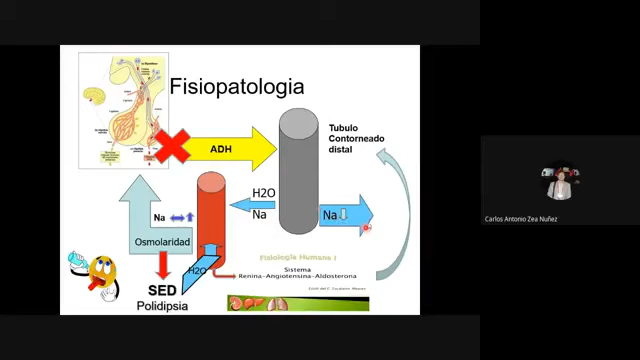 Fisiopatologia
ADH
Tubulo
Contorneado
distal
H2O
Na
Na
Na
Osmolaridad
H2O
SED
Polidipsia
Fisiología Humana I
Sistema
Renina-Angiotensina-Aldosterona
Carlos Antonio Zea Nuñez